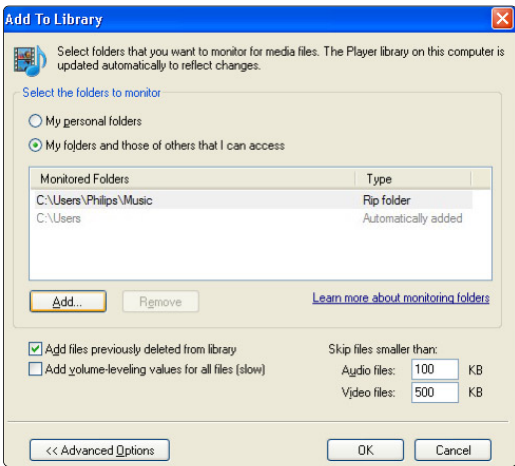 Add To Library
Select folders that you want to monitor for media files. The Player library on this computer is
updated automatically to reflect changes.
Select the folders to monitor
My personal folders
My folders and those of others that I can access
Monitored Folders Type
C:\Users\Philips\Music Rip folder
C:\Users Automatically added
Add... Remove Learn more about monitoring folders
Add files previously deleted from library
Add volume-leveling values for all files (slow)
Skip files smaller than:
Audio files: 100 KB
Video files: 500 KB
<< Advanced Options OK Cancel